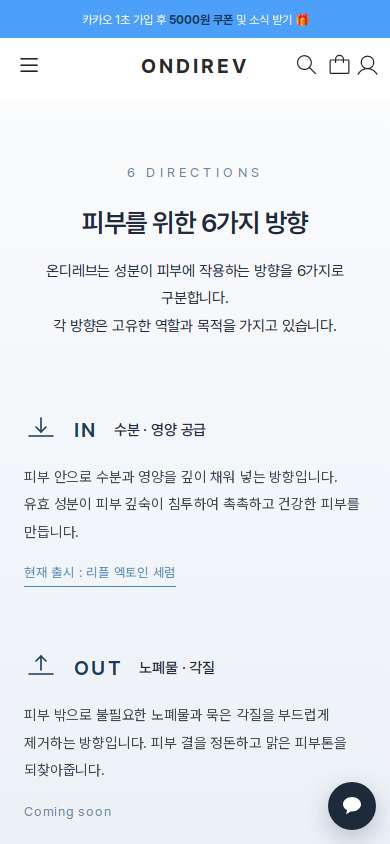 카카오 1초 가입 후 5000원 쿠폰 및 소식 받기 🎁
ONDIREV
6 DIRECTIONS
피부를 위한 6가지 방향
온디레브는 성분이 피부에 작용하는 방향을 6가지로
구분합니다.
각 방향은 고유한 역할과 목적을 가지고 있습니다.
IN 수분 · 영양 공급
피부 안으로 수분과 영양을 깊이 채워 넣는 방향입니다.
유효 성분이 피부 깊숙이 침투하여 촉촉하고 건강한 피부를
만듭니다.
현재 출시 : 리플 엑토인 세럼
OUT 노폐물 · 각질
피부 밖으로 불필요한 노폐물과 묵은 각질을 부드럽게
제거하는 방향입니다. 피부 결을 정돈하고 맑은 피부톤을
되찾아줍니다.
Coming soon